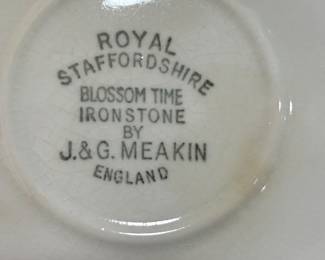 ROYAL
STAFFORDSHIRE
BLOSSOM TIME
IRONSTONE
BY
J.&G. MEAKIN
ENGLAND